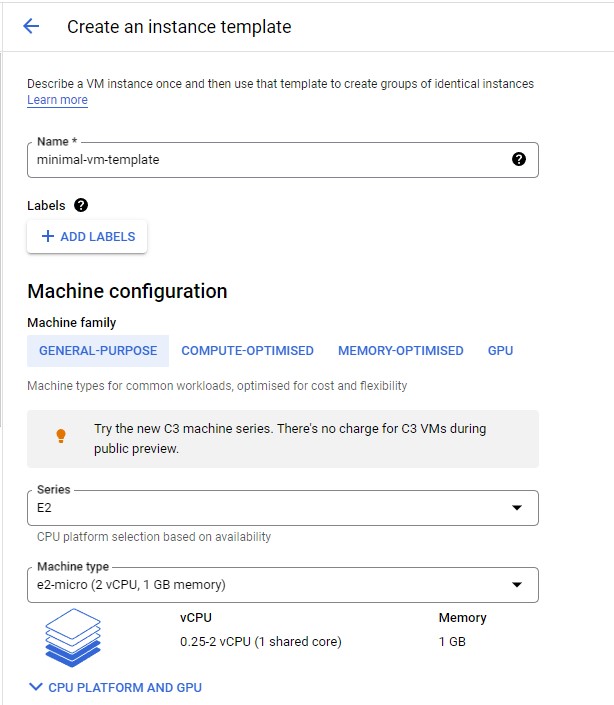 Create an instance template
Describe a VM instance once and then use that template to create groups of identical instances
Learn more
Name *
minimal-vm-template
Labels
ADD LABELS
Machine configuration
Machine family
GENERAL-PURPOSE COMPUTE-OPTIMISED MEMORY-OPTIMISED GPU
Machine types for common workloads, optimised for cost and flexibility
Try the new C3 machine series. There's no charge for C3 VMs during
public preview.
Series
E2
CPU platform selection based on availability
Machine type
e2-micro (2 vCPU, 1 GB memory)
vCPU Memory
0.25-2 vCPU (1 shared core) 1 GB
CPU PLATFORM AND GPU